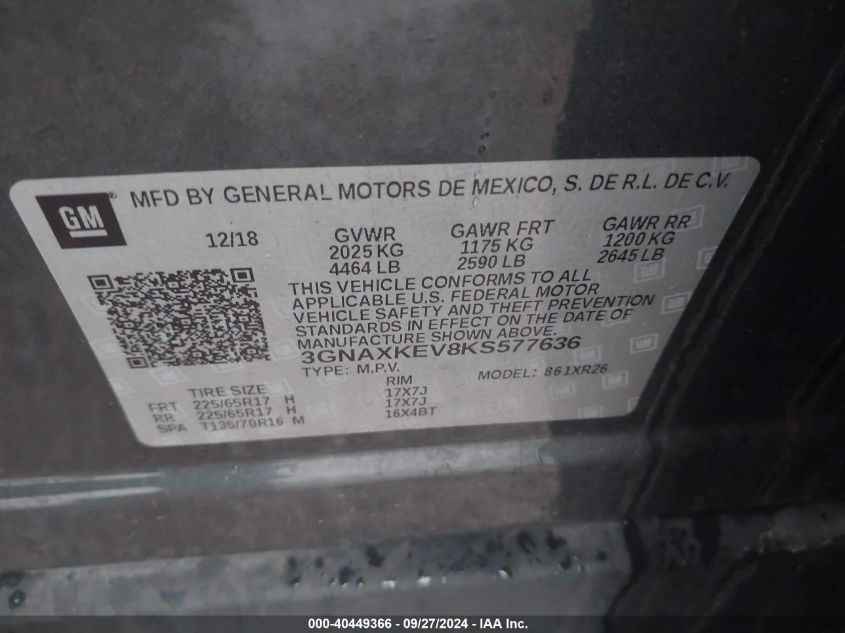 GM ® MFD BY GENERAL MOTORS DE MEXICO, S. DE R.L. DE C.V.
12/18 GVWR GAWR FRT GAWR RR
2025 KG 1175 KG 1200 KG
4464 LB 2590 LB 2645 LB
THIS VEHICLE CONFORMS TO ALL
APPLICABLE U.S. FEDERAL MOTOR
VEHICLE SAFETY AND THEFT PREVENTION
STANDARDS IN EFFECT ON THE DATE OF
MANUFACTURE SHOWN ABOVE.
3GNAXKEV8KS577636
TYPE: M.P.V. MODEL: 861XR26
TIRE SIZE RIM
FRT 225/65R17 H 17X7J
RR 225/65R17 H 17X7J
SPA T135/70R16 M 16X4BT
000-40449366 - 09/27/2024 - IAA Inc.